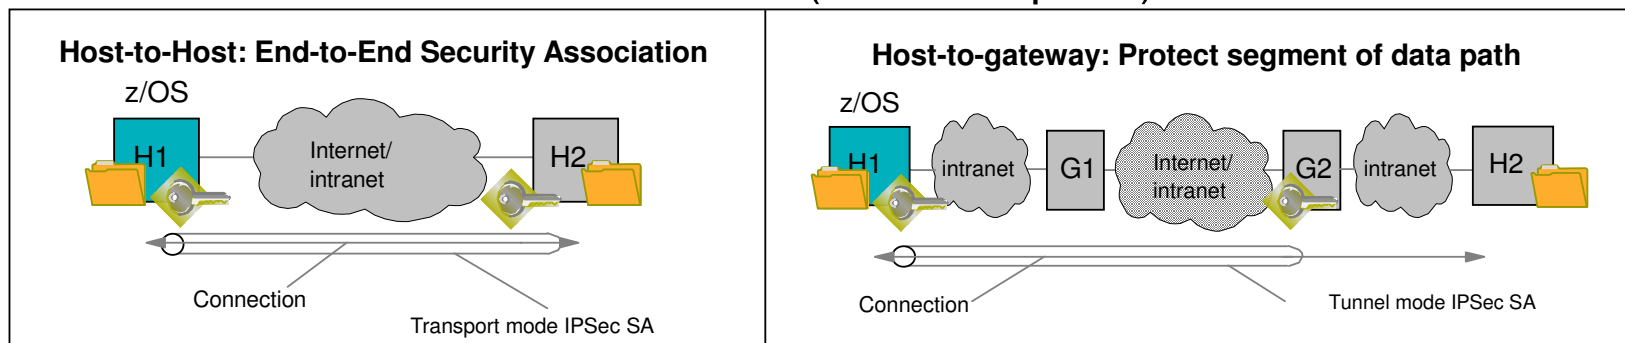 Host-to-Host: End-to-End Security Association
z/OS
H1
Internet/
intranet
H2
Connection
Transport mode IPSec SA
Host-to-gateway: Protect segment of data path
z/OS
H1
intranet
G1
Internet/
intranet
G2
intranet
H2
Connection
Tunnel mode IPSec SA